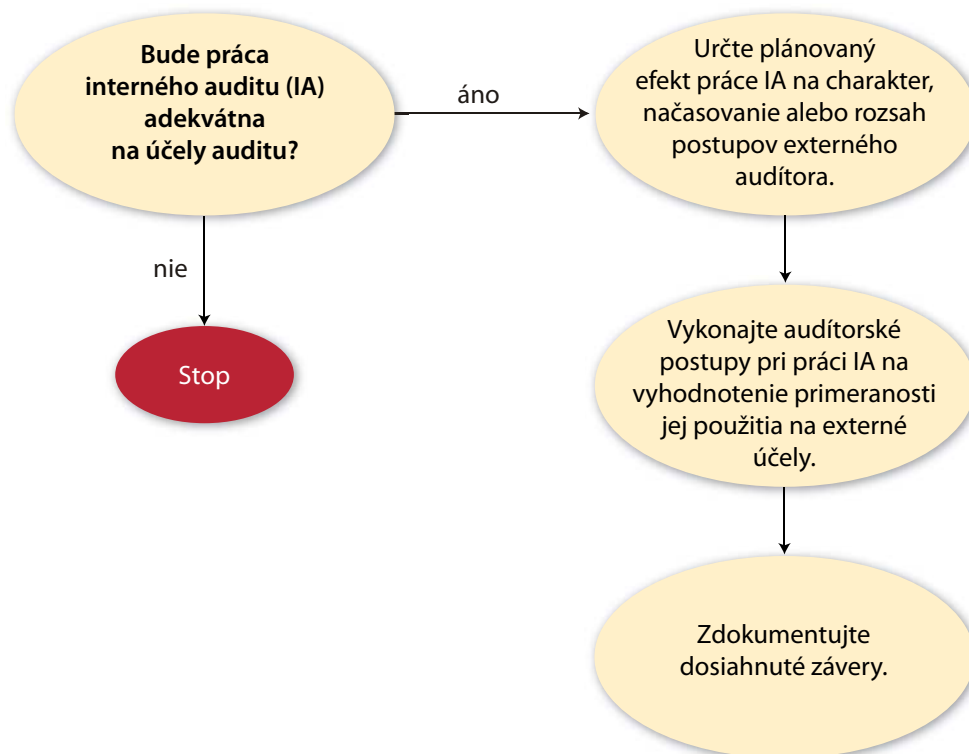 Bude práca
interného auditu (IA)
adekvátna
na účely auditu?
áno
Určte plánovaný
efekt práce IA na charakter,
načasovanie alebo rozsah
postupov externého
audítora.
nie
Stop
Vykonajte audítorské
postupy pri práci IA na
vyhodnotenie primeranosti
jej použitia na externé
účely.
Zdokumentujte
dosiahnuté závery.